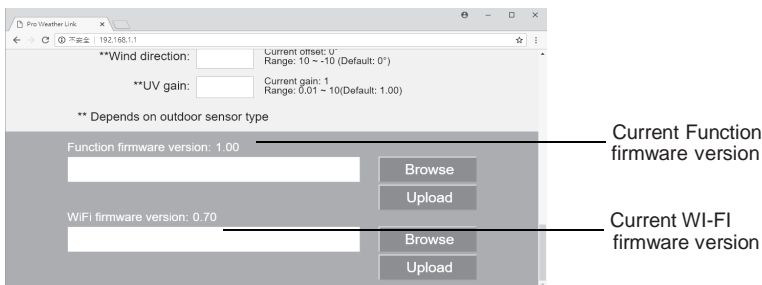 Pro Weather Link
不安全 | 192.168.1.1
**Wind direction:
Current offset: 0°
Range: 10 ~ -10 (Default: 0°)
**UV gain:
Current gain: 1
Range: 0.01 ~ 10(Default: 1.00)
** Depends on outdoor sensor type
Function firmware version: 1.00
Browse
Upload
WiFi firmware version: 0.70
Browse
Upload
Current Function
firmware version
Current WI-FI
firmware version